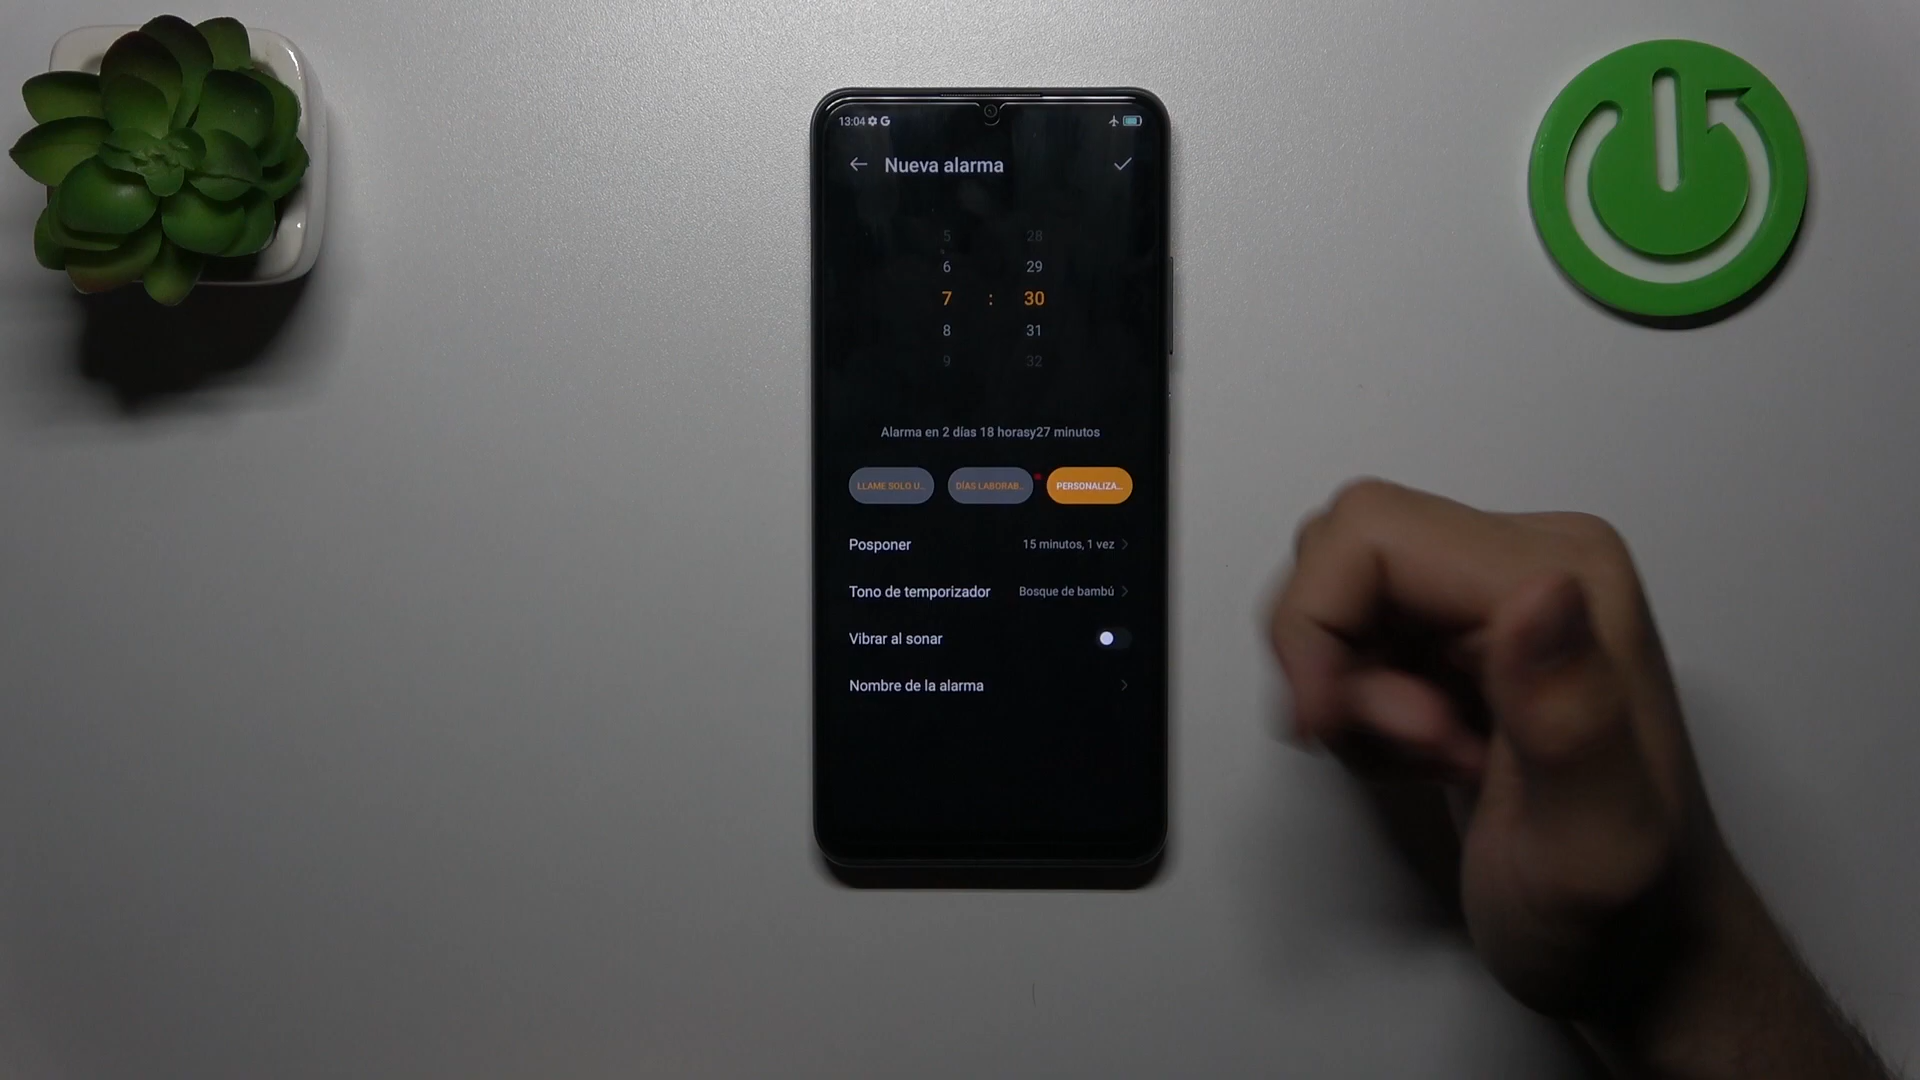 13:04
Nueva alarma
5 28
6 29
7 : 30
8 31
9 32
Alarma en 2 días 18 horasy27 minutos
LLAME SOLO U...
DÍAS LABORAB...
PERSONALIZA...
Posponer 15 minutos, 1 vez
Tono de temporizador Bosque de bambú
Vibrar al sonar
Nombre de la alarma